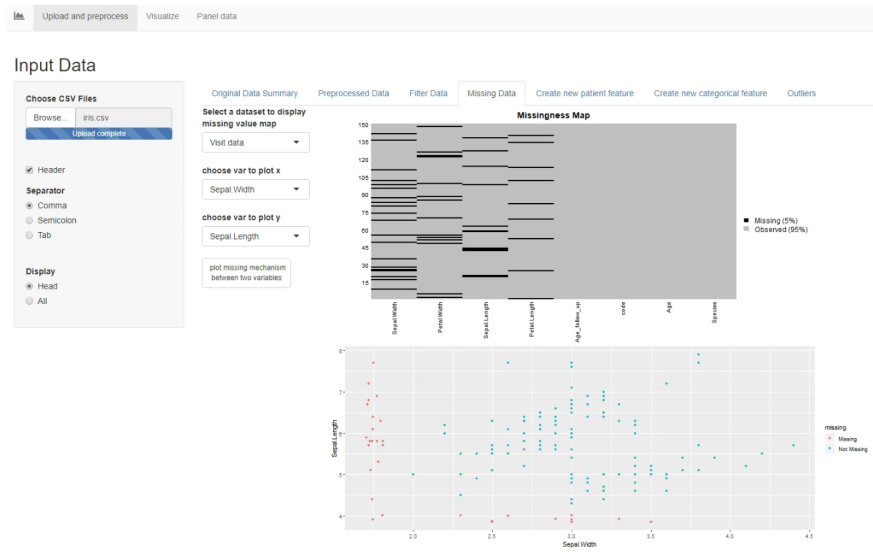 Upload and preprocess Visualize Panel data
Input Data
Choose CSV Files
Browse... iris.csv
Upload complete
Header
Separator
Comma
Semicolon
Tab
Display
Head
All
Original Data Summary Preprocessed Data Filter Data Missing Data Create new patient feature Create new categorical feature Outliers
Select a dataset to display
missing value map
Visit data
choose var to plot x
Sepal.Width
choose var to plot y
Sepal.Length
plot missing mechanism
between two variables
Missingness Map
150
135
120
105
90
75
60
45
30
15
Missing (5%)
Observed (95%)
Sepal.Width
Petal.Width
Sepal.Length
Petal.Length
Age_follow_up
code
Age
Species
8
7
6
5
4
Sepal.Length
2.0 2.5 3.0 3.5 4.0 4.5
Sepal.Width
missing
Missing
Not Missing